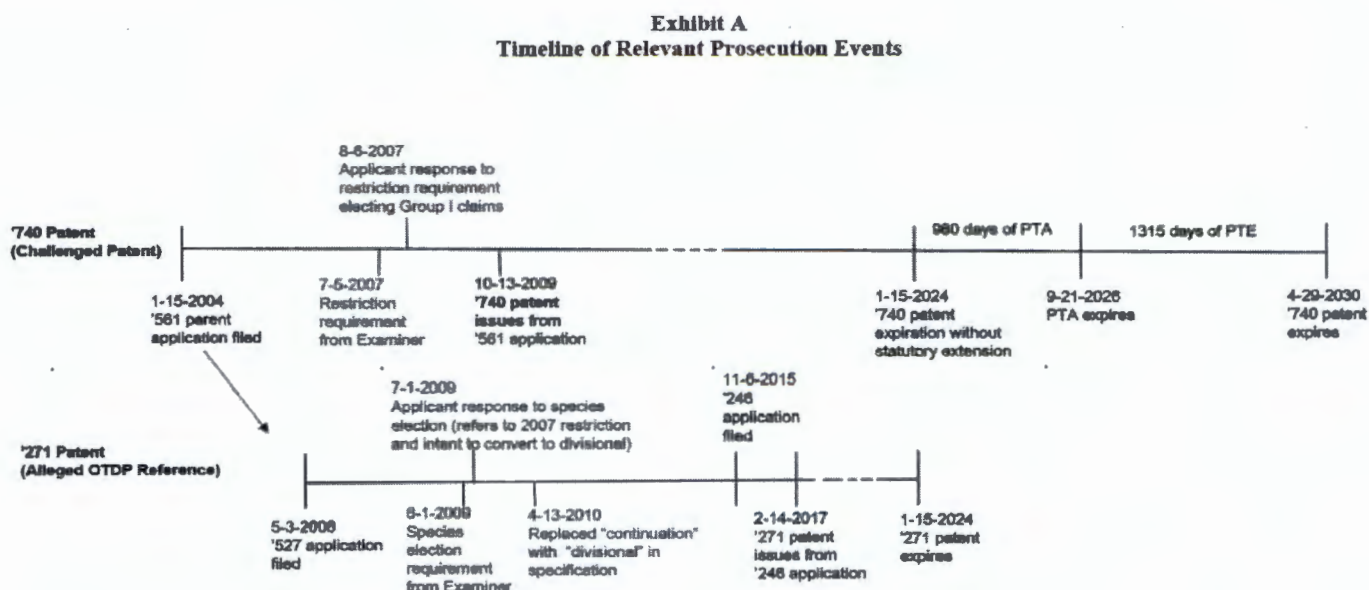 Exhibit A
Timeline of Relevant Prosecution Events
8-6-2007
Applicant response to
restriction requirement
electing Group I claims
'740 Patent
(Challenged Patent)
980 days of PTA
1315 days of PTE
1-15-2004
'561 parent
application filed
7-5-2007
Restriction
requirement
from Examiner
10-13-2009
'740 patent
issues from
'561 application
1-15-2024
'740 patent
expiration without
statutory extension
9-21-2026
PTA expires
4-29-2030
'740 patent
expires
7-1-2009
Applicant response to species
election (refers to 2007 restriction
and intent to convert to divisional)
11-6-2015
'246
application
filed
'271 Patent
(Alleged OTDP Reference)
5-3-2006
'527 application
filed
6-1-2009
Species
election
requirement
from Examiner
4-13-2010
Replaced "continuation"
with "divisional" in
specification
2-14-2017
'271 patent
issues from
'246 application
1-15-2024
'271 patent
expires